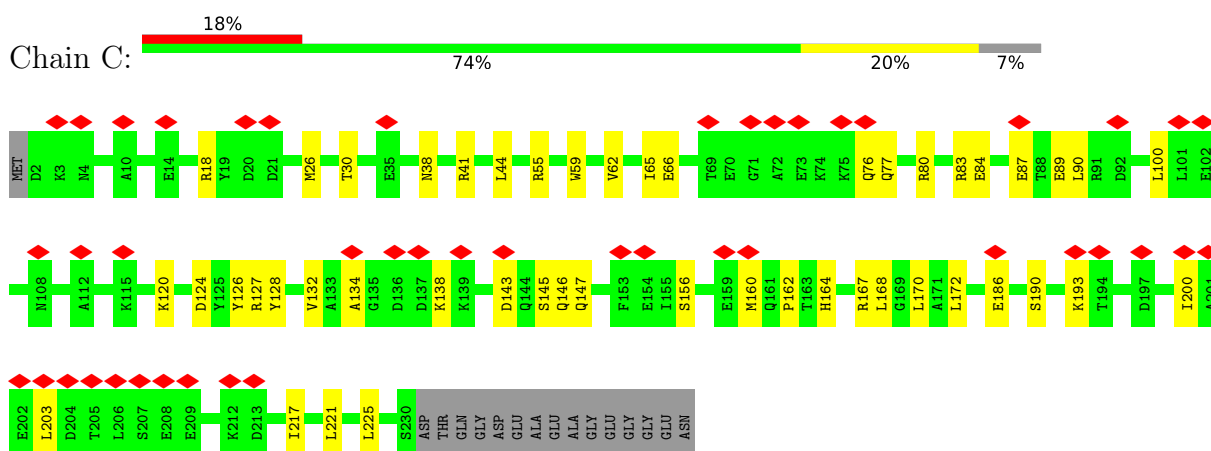 18%
Chain C:
74% 20% 7%
MET D2 K3 N4 A10 E14 R18 Y19 D20 D21 M26 T30 E35 N38 R41 L44 R55 W59 V62 I65 E66 T69 E70 G71 A72 E73 K74 K75 Q76 Q77 R80 R83 E84 E87 T88 E89 L90 R91 D92 L100 L101 E102
N108 A112 K115 K120 D124 Y125 Y126 R127 Y128 V132 A133 A134 G135 D136 D137 K138 K139 D143 Q144 S145 Q146 Q147 F153 E154 I155 S156 E159 M160 Q161 P162 T163 H164 R167 L168 G169 L170 A171 L172 E186 S190 K193 T194 D197 I200 A201
E202 L203 D204 T205 L206 S207 E208 E209 K212 D213 I217 L221 L225 S230 ASP THR GLN GLY ASP GLU ALA GLU ALA GLY GLU GLY GLY GLU ASN